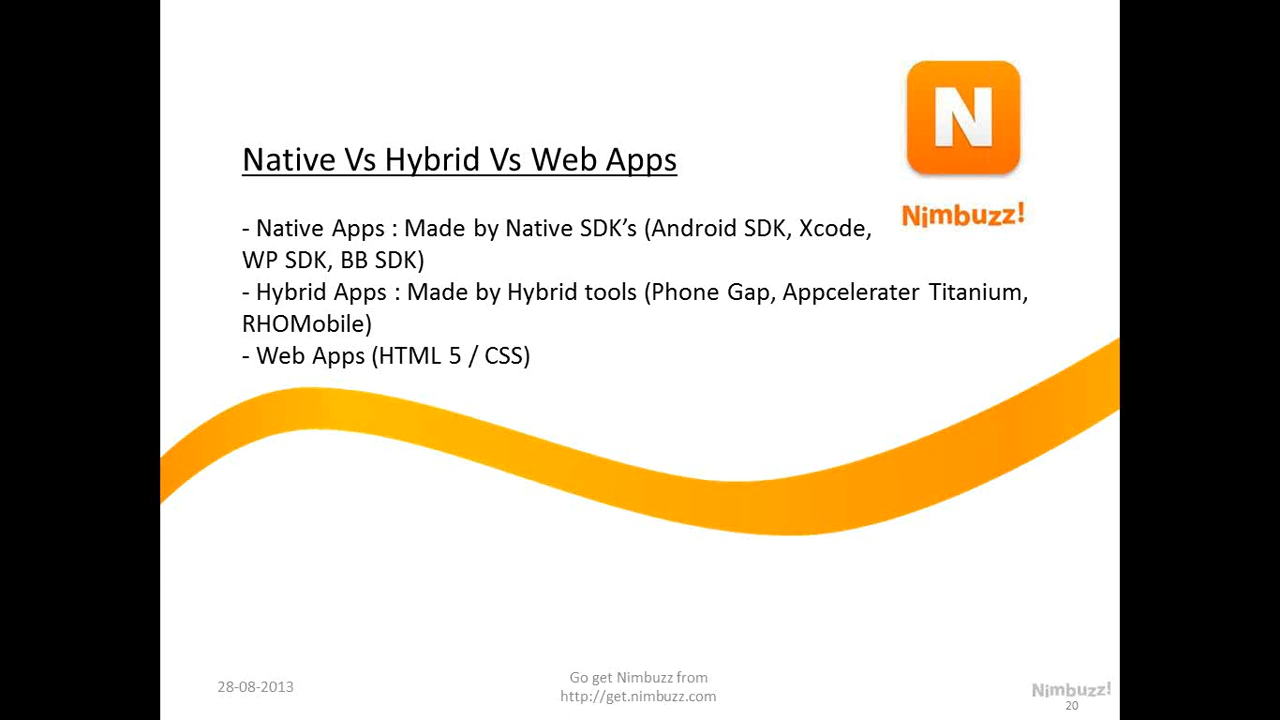 N
Nimbuzz!
Native Vs Hybrid Vs Web Apps
- Native Apps : Made by Native SDK’s (Android SDK, Xcode,
WP SDK, BB SDK)
- Hybrid Apps : Made by Hybrid tools (Phone Gap, Appcelerater Titanium,
RHOMobile)
- Web Apps (HTML 5 / CSS)
28-08-2013
Go get Nimbuzz from
http://get.nimbuzz.com
Nimbuzz!
20